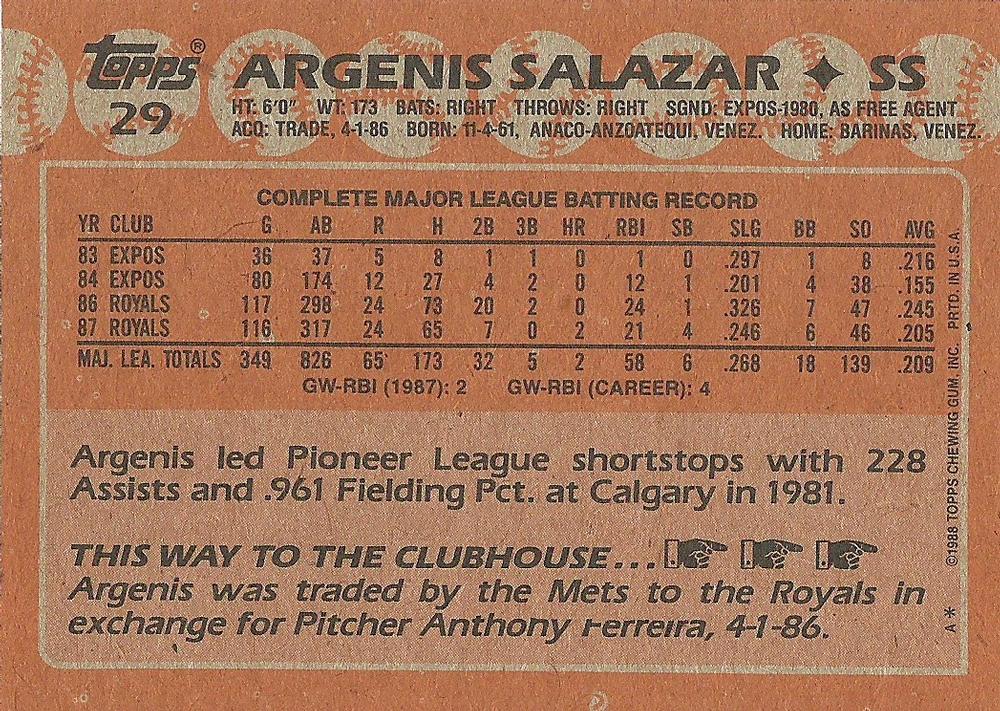 Topps® ARGENIS SALAZAR ✦ SS
29
HT: 6'0" WT: 173 BATS: RIGHT THROWS: RIGHT SGND: EXPOS-1980, AS FREE AGENT
ACQ: TRADE, 4-1-86 BORN: 11-4-61, ANACO-ANZOATEQUI, VENEZ. HOME: BARINAS, VENEZ.
COMPLETE MAJOR LEAGUE BATTING RECORD
YR CLUB G AB R H 2B 3B HR RBI SB SLG BB SO AVG
83 EXPOS 36 37 5 8 1 1 0 1 0 .297 1 8 .216
84 EXPOS 80 174 12 27 4 2 0 12 1 .201 4 38 .155
86 ROYALS 117 298 24 73 20 2 0 24 1 .326 7 47 .245
87 ROYALS 116 317 24 65 7 0 2 21 4 .246 6 46 .205
MAJ. LEA. TOTALS 349 826 65 173 32 5 2 58 6 .268 18 139 .209
GW-RBI (1987): 2 GW-RBI (CAREER): 4
Argenis led Pioneer League shortstops with 228
Assists and .961 Fielding Pct. at Calgary in 1981.
THIS WAY TO THE CLUBHOUSE...
Argenis was traded by the Mets to the Royals in
exchange for Pitcher Anthony Ferreira, 4-1-86.
A* ©1988 TOPPS CHEWING GUM, INC. PRTD. IN U.S.A.